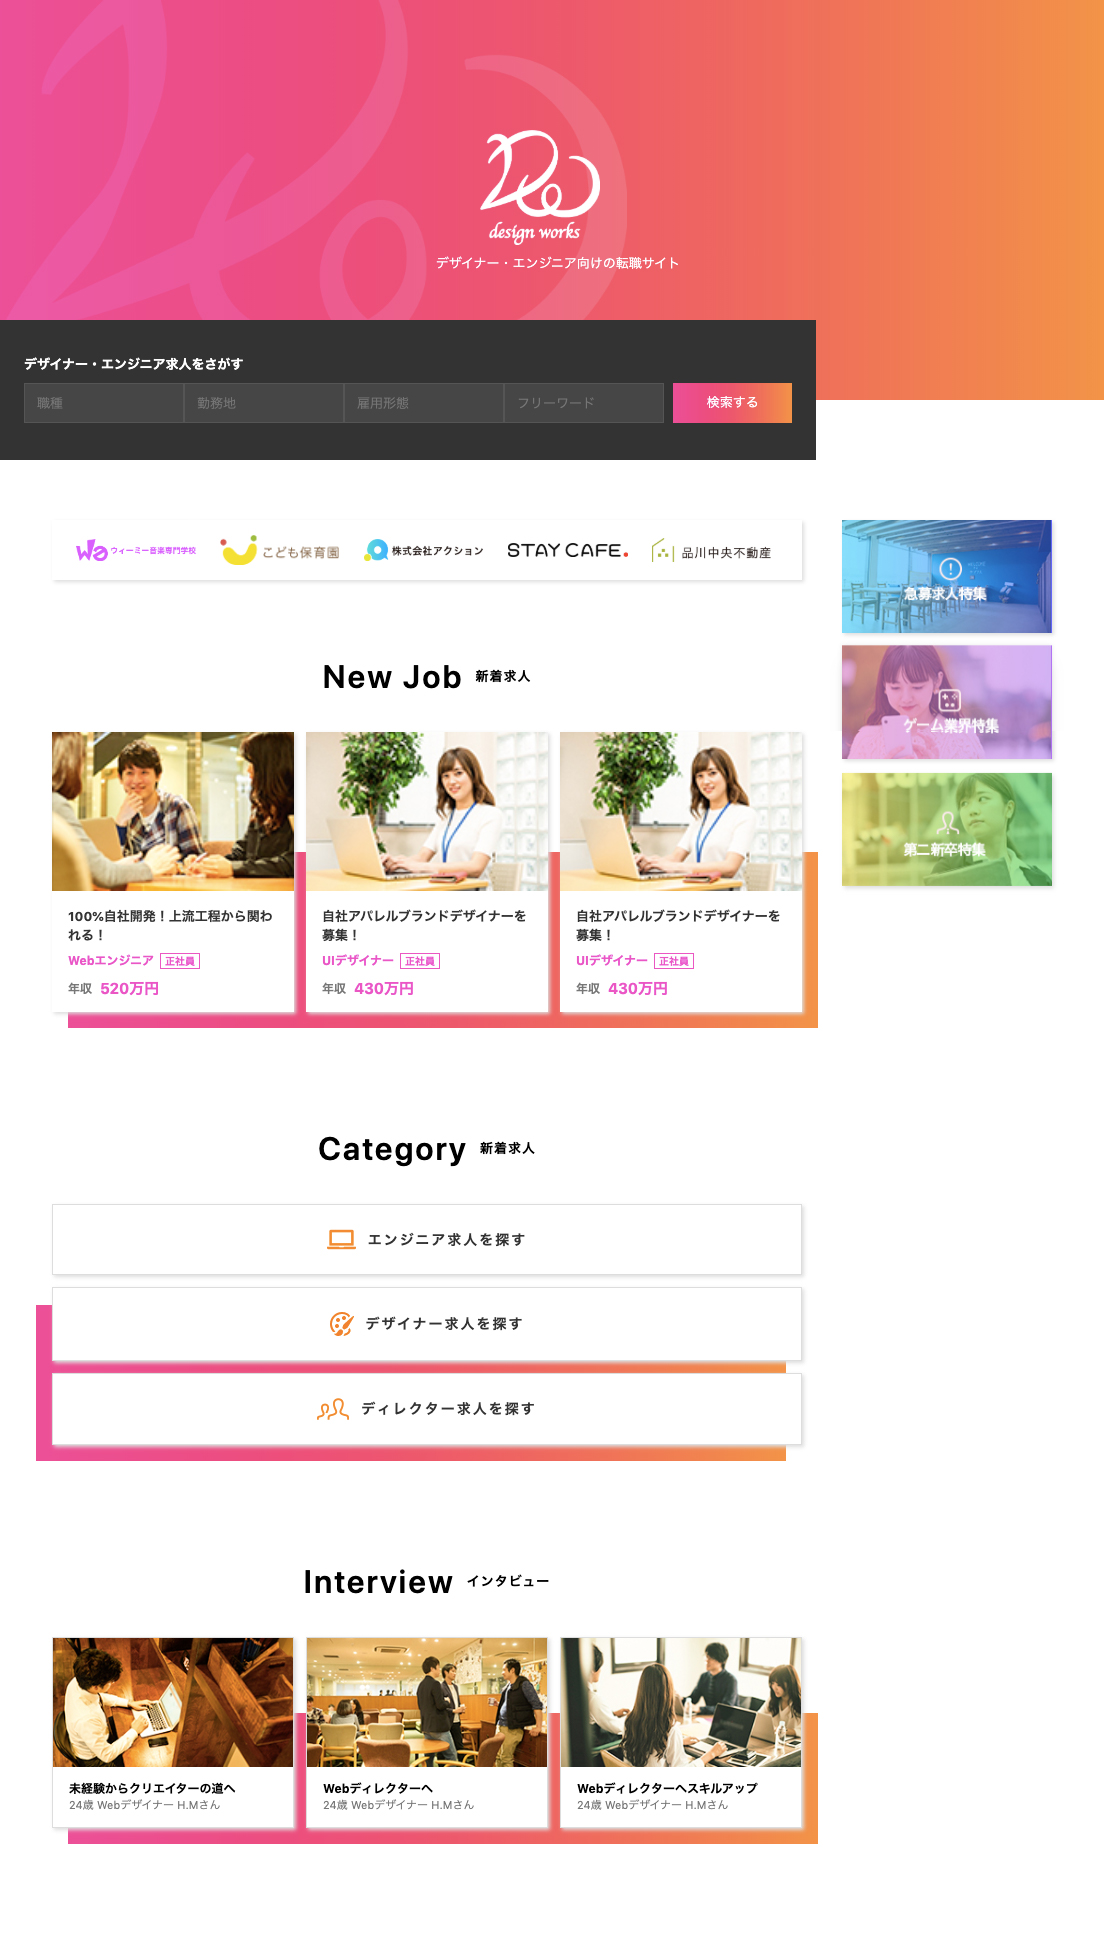 design works
デザイナー・エンジニア向けの転職サイト
デザイナー・エンジニア求人をさがす
職種 勤務地 雇用形態 フリーワード 検索する
ウィーミー音楽専門学校 こども保育園 株式会社アクション STAY CAFE. 品川中央不動産
急募求人特集
ゲーム業界特集
第二新卒特集
New Job 新着求人
100%自社開発！上流工程から関わ
れる！
Webエンジニア 正社員
年収 520万円
自社アパレルブランドデザイナーを
募集！
UIデザイナー 正社員
年収 430万円
自社アパレルブランドデザイナーを
募集！
UIデザイナー 正社員
年収 430万円
Category 新着求人
エンジニア求人を探す
デザイナー求人を探す
ディレクター求人を探す
Interview インタビュー
未経験からクリエイターの道へ
24歳 Webデザイナー H.Mさん
Webディレクターへ
24歳 Webデザイナー H.Mさん
Webディレクターへスキルアップ
24歳 Webデザイナー H.Mさん